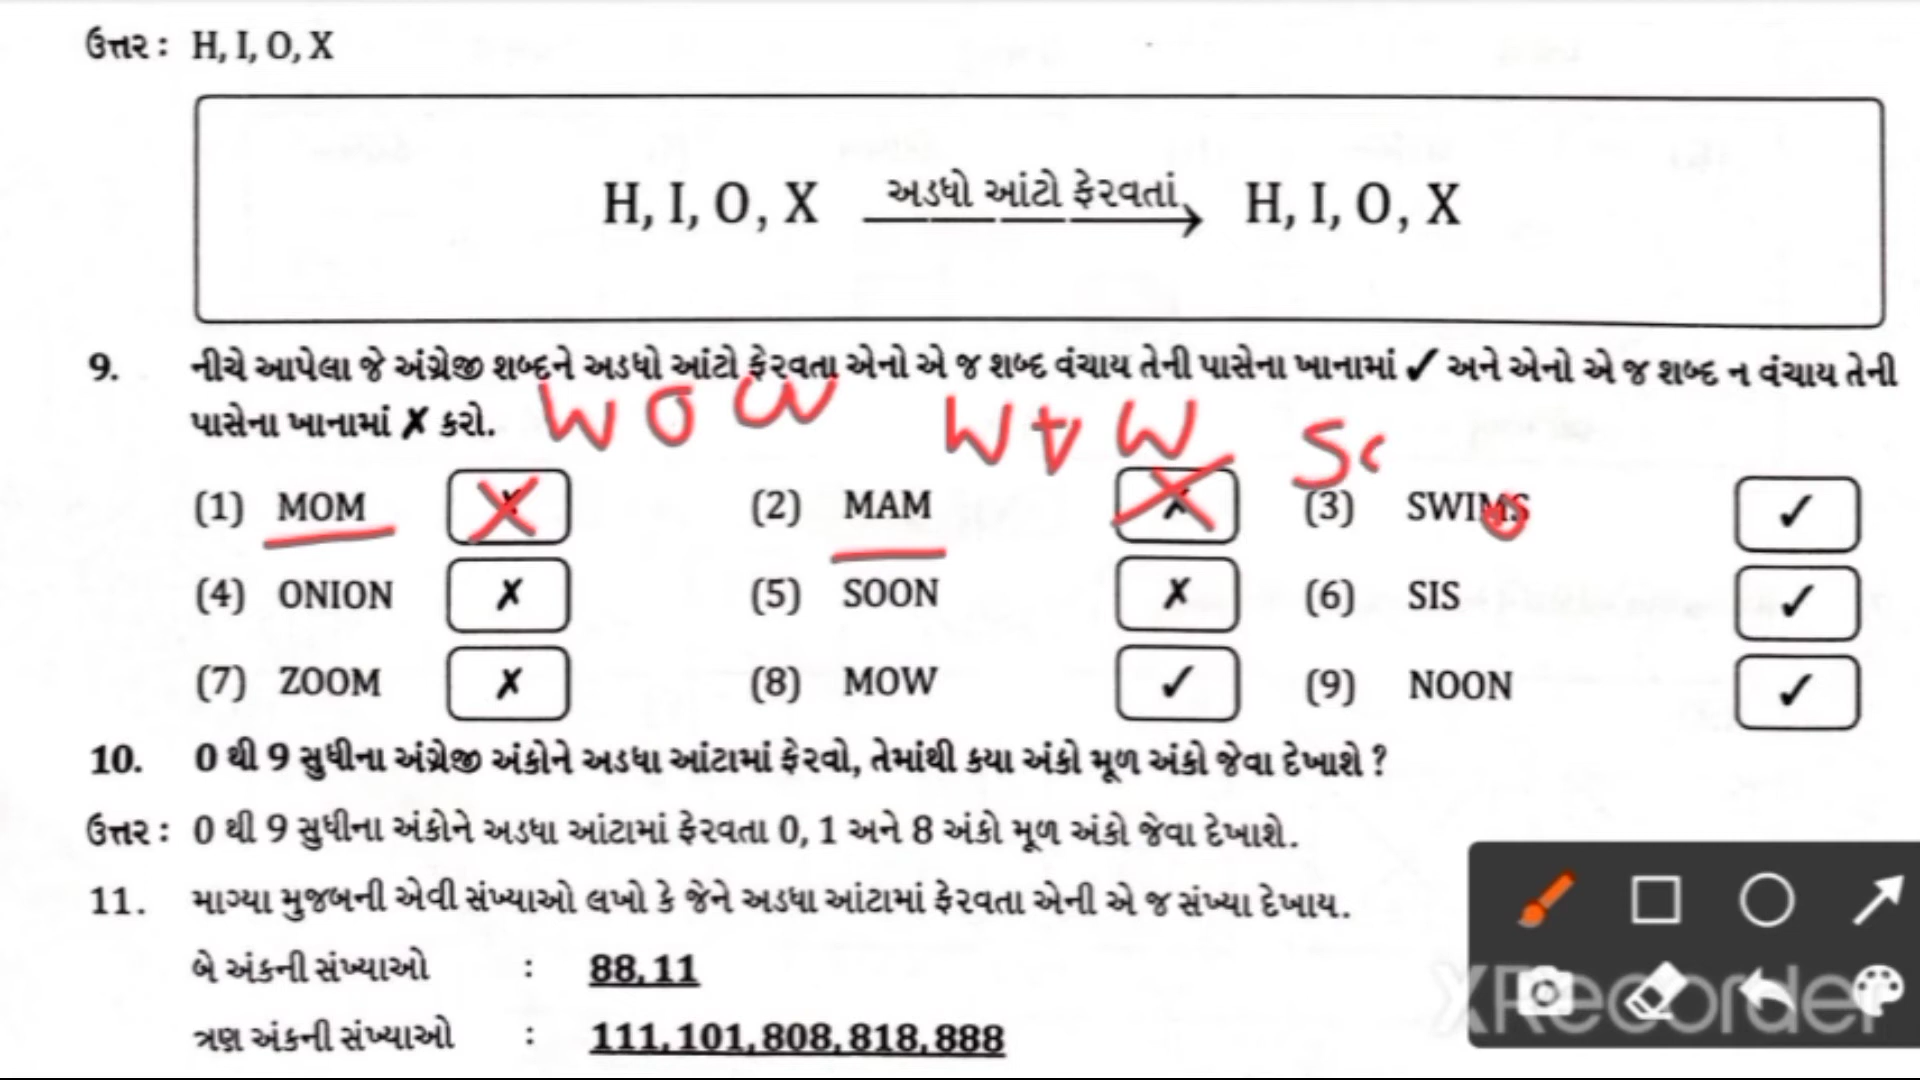 ઉત્તર : H, I, O, X
H, I, O, X અડધો આંટો ફેરવતાં H, I, O, X
9. નીચે આપેલા જે અંગ્રેજી શબ્દને અડધો આંટો ફેરવતા એનો એ જ શબ્દ વંચાય તેની પાસેના ખાનામાં ✓ અને એનો એ જ શબ્દ ન વંચાય તેની
પાસેના ખાનામાં ✗ કરો.
W O W W ∀ W S
(1) MOM ✗ (2) MAM ✗ (3) SWIMS ✓
(4) ONION ✗ (5) SOON ✗ (6) SIS ✓
(7) ZOOM ✗ (8) MOW ✓ (9) NOON ✓
10. 0 થી 9 સુધીના અંગ્રેજી અંકોને અડધા આંટામાં ફેરવો, તેમાંથી કયા અંકો મૂળ અંકો જેવા દેખાશે ?
ઉત્તર : 0 થી 9 સુધીના અંકોને અડધા આંટામાં ફેરવતા 0, 1 અને 8 અંકો મૂળ અંકો જેવા દેખાશે.
11. માગ્યા મુજબની એવી સંખ્યાઓ લખો કે જેને અડધા આંટામાં ફેરવતા એની એ જ સંખ્યા દેખાય.
બે અંકની સંખ્યાઓ : 88, 11
ત્રણ અંકની સંખ્યાઓ : 111, 101, 808, 818, 888
XRecorder